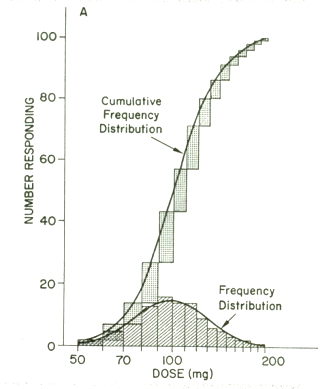 A
100
80
60
40
20
0
NUMBER RESPONDING
Cumulative
Frequency
Distribution
Frequency
Distribution
50
70
100
200
DOSE (mg)